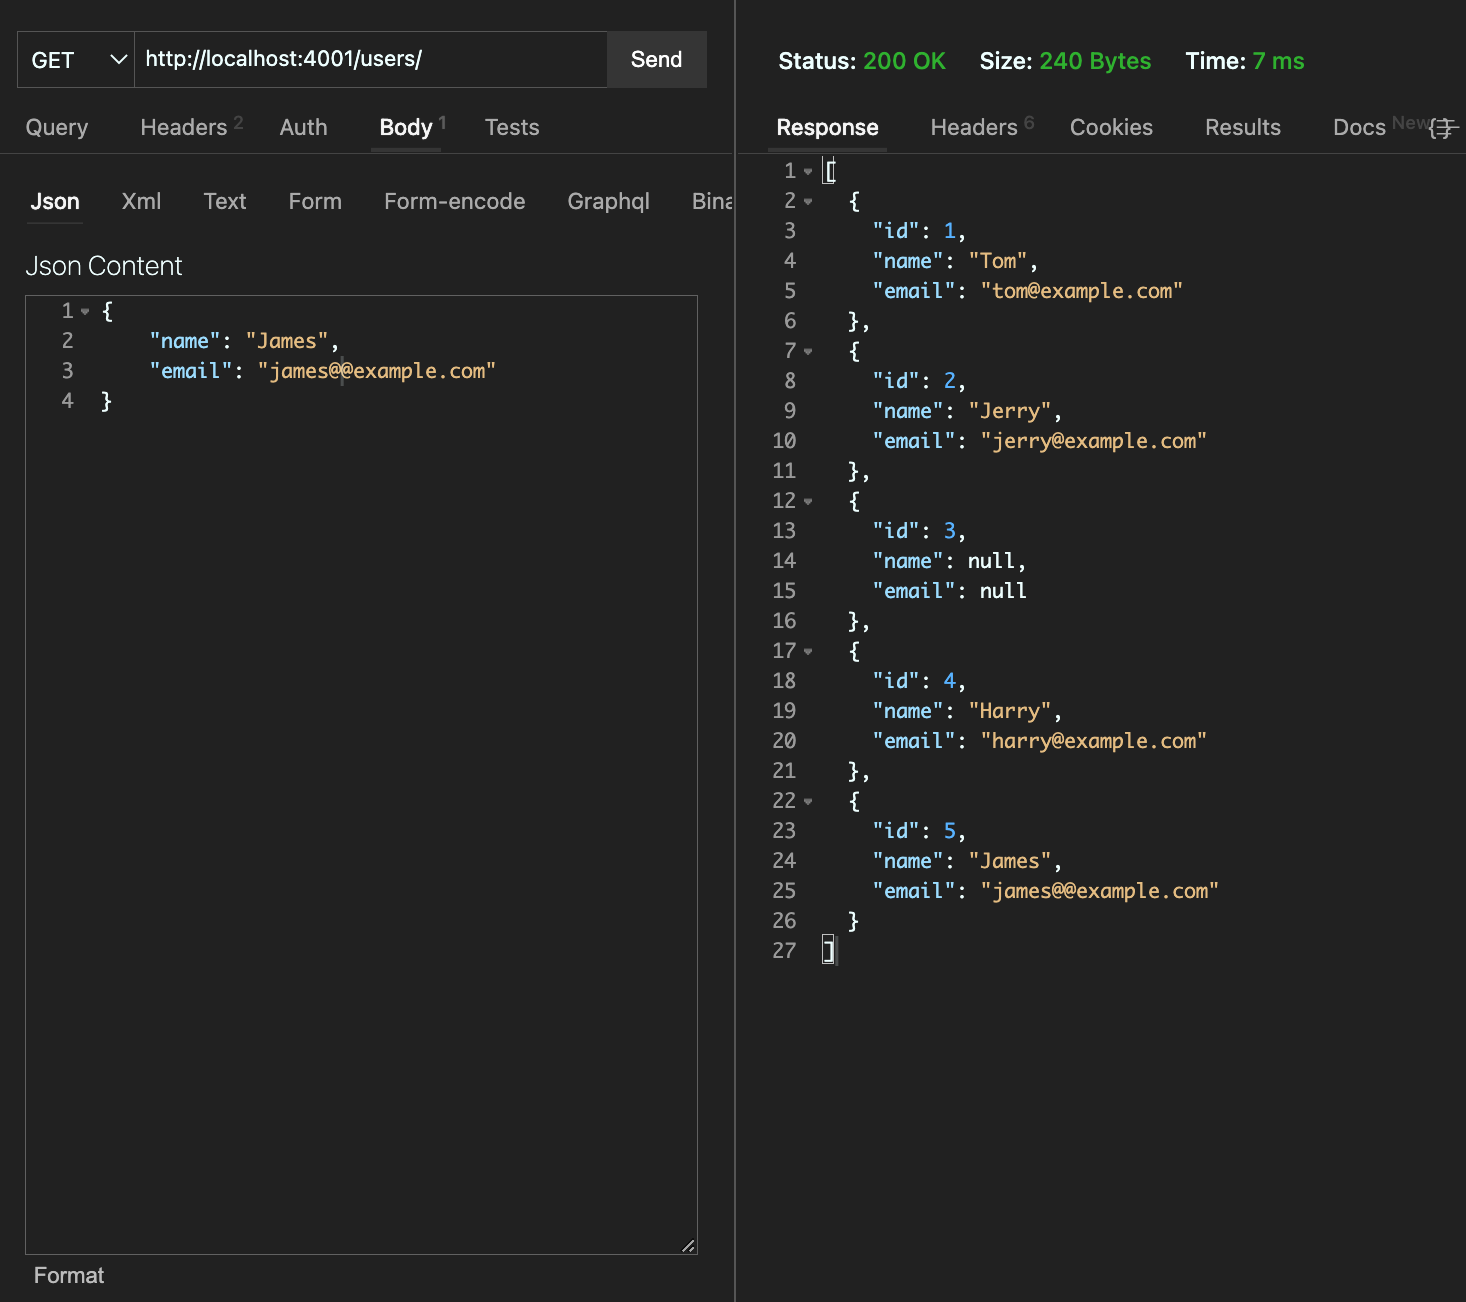 GET http://localhost:4001/users/ Send
Query Headers 2 Auth Body 1 Tests
Json Xml Text Form Form-encode Graphql Bina
Json Content
1 {
2 "name": "James",
3 "email": "james@@example.com"
4 }
Format
Status: 200 OK Size: 240 Bytes Time: 7 ms
Response Headers 6 Cookies Results Docs New {}
1 [
2 {
3 "id": 1,
4 "name": "Tom",
5 "email": "tom@example.com"
6 },
7 {
8 "id": 2,
9 "name": "Jerry",
10 "email": "jerry@example.com"
11 },
12 {
13 "id": 3,
14 "name": null,
15 "email": null
16 },
17 {
18 "id": 4,
19 "name": "Harry",
20 "email": "harry@example.com"
21 },
22 {
23 "id": 5,
24 "name": "James",
25 "email": "james@@example.com"
26 }
27 ]